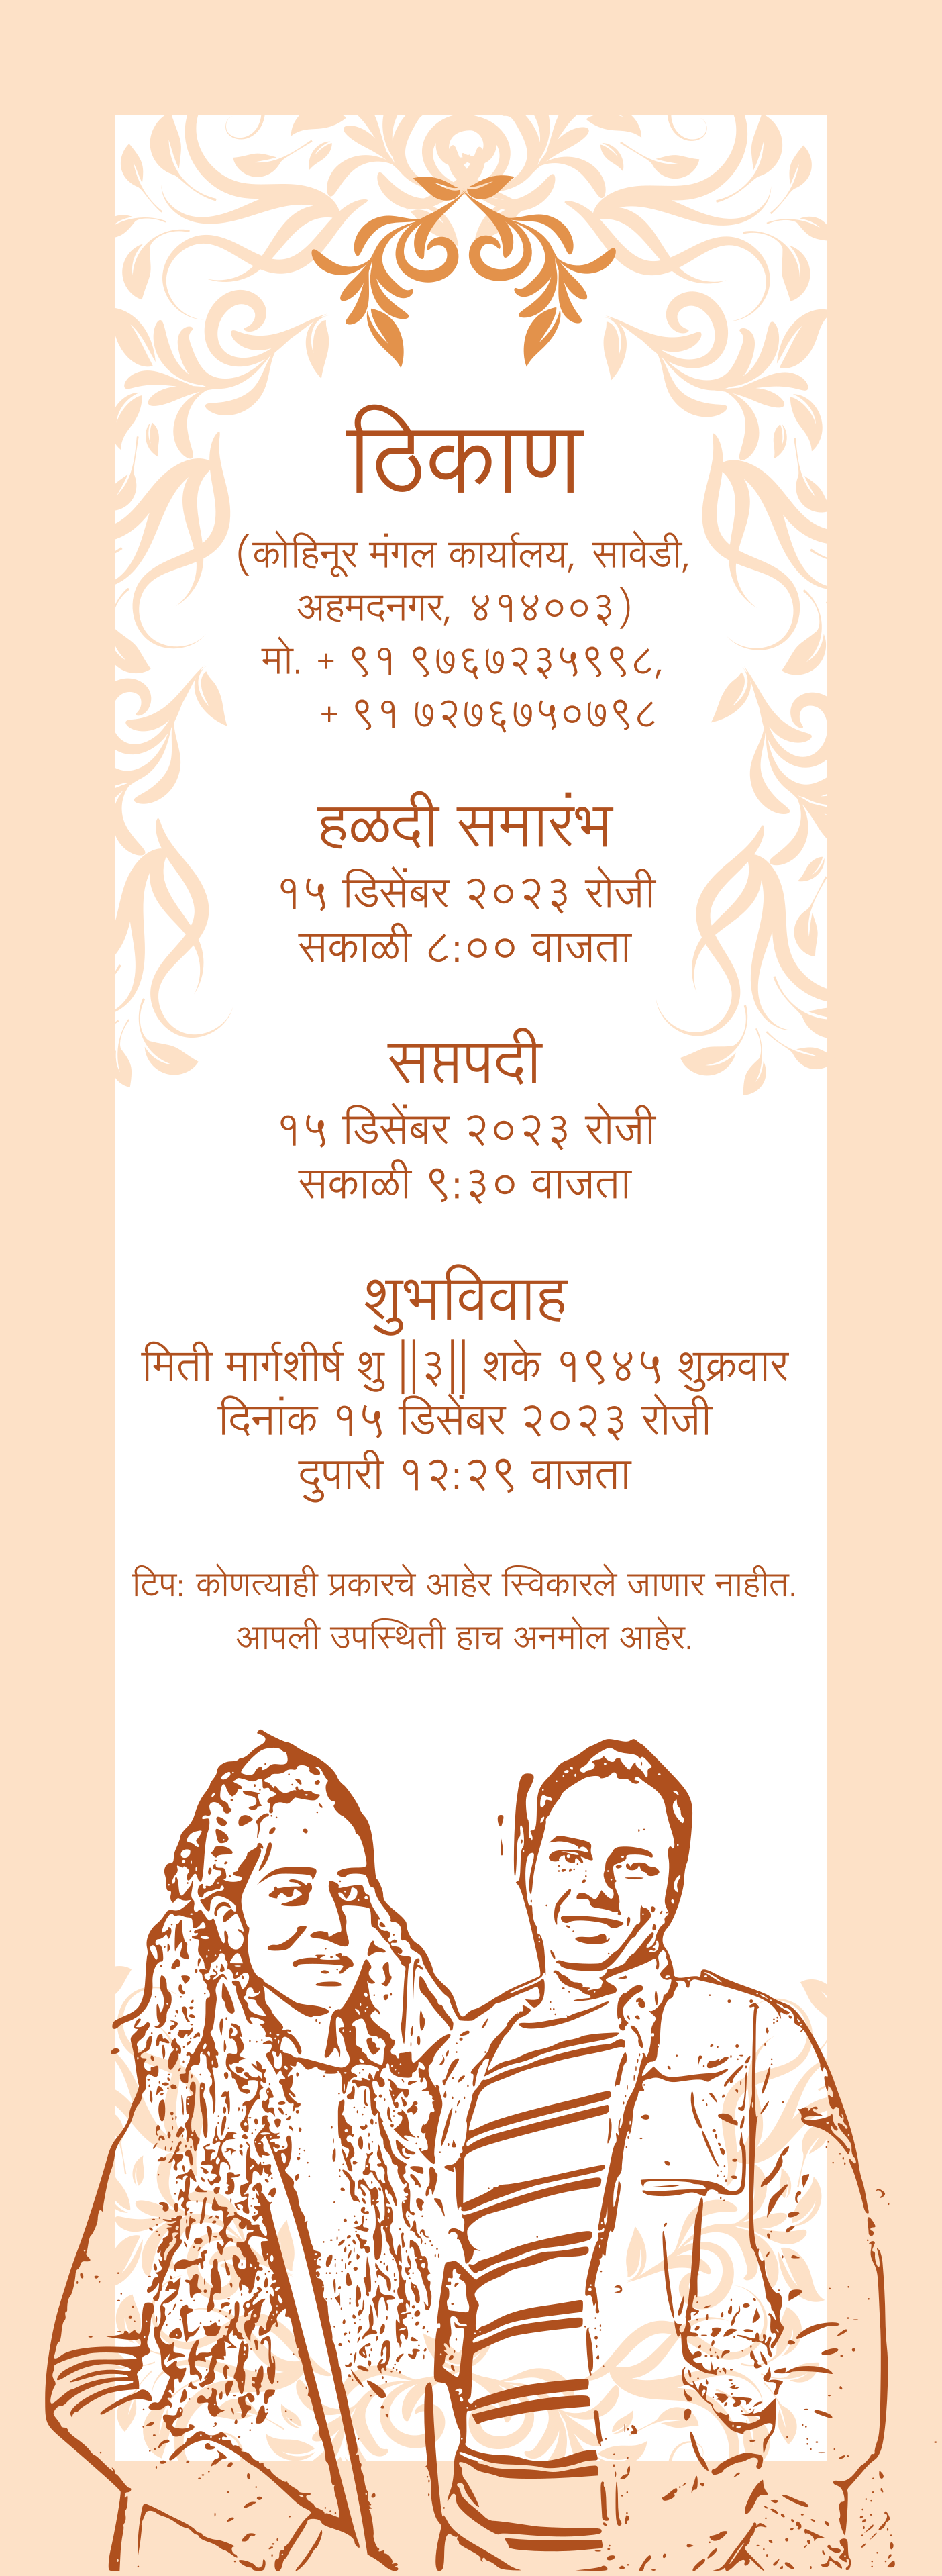 ठिकाण
(कोहिनूर मंगल कार्यालय, सावेडी,
अहमदनगर, ४१४००३)
मो. + ९१ ९७६७२३५९९८,
+ ९१ ७२७६७५०७९८
हळदी समारंभ
१५ डिसेंबर २०२३ रोजी
सकाळी ८:०० वाजता
सप्तपदी
१५ डिसेंबर २०२३ रोजी
सकाळी ९:३० वाजता
शुभविवाह
मिती मार्गशीर्ष शु ||३|| शके १९४५ शुक्रवार
दिनांक १५ डिसेंबर २०२३ रोजी
दुपारी १२:२९ वाजता
टिप: कोणत्याही प्रकारचे आहेर स्विकारले जाणार नाहीत.
आपली उपस्थिती हाच अनमोल आहेर.